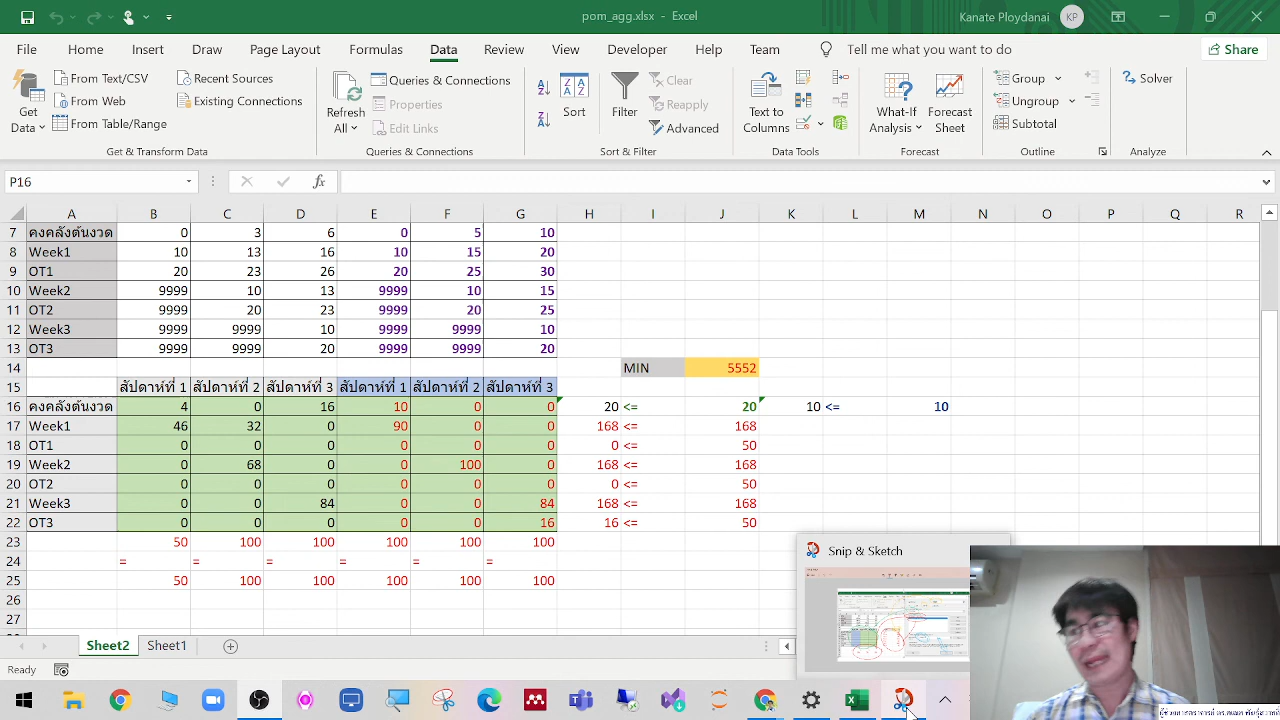 pom_agg.xlsx - Excel
Kanate Ploydanai KP
File Home Insert Draw Page Layout Formulas Data Review View Developer Help Team Tell me what you want to do Share
From Text/CSV Recent Sources Queries & Connections Clear Group Solver
Get Data From Web Existing Connections Refresh All Properties Sort Filter Reapply Text to Columns What-If Analysis Forecast Sheet Ungroup
From Table/Range Edit Links Advanced Subtotal
Get & Transform Data Queries & Connections Sort & Filter Data Tools Forecast Outline Analyze
P16 fx
A B C D E F G H I J K L M N O P Q R
7 คงคลังต้นงวด 0 3 6 0 5 10
8 Week1 10 13 16 10 15 20
9 OT1 20 23 26 20 25 30
10 Week2 9999 10 13 9999 10 15
11 OT2 9999 20 23 9999 20 25
12 Week3 9999 9999 10 9999 9999 10
13 OT3 9999 9999 20 9999 9999 20
14 MIN 5552
15 สัปดาห์ที่ 1 สัปดาห์ที่ 2 สัปดาห์ที่ 3 สัปดาห์ที่ 1 สัปดาห์ที่ 2 สัปดาห์ที่ 3
16 คงคลังต้นงวด 4 0 16 10 0 0 20 <= 20 10 <= 10
17 Week1 46 32 0 90 0 0 168 <= 168
18 OT1 0 0 0 0 0 0 0 <= 50
19 Week2 0 68 0 0 100 0 168 <= 168
20 OT2 0 0 0 0 0 0 0 <= 50
21 Week3 0 0 84 0 0 84 168 <= 168
22 OT3 0 0 0 0 0 16 16 <= 50
23 50 100 100 100 100 100
24 = = = = = =
25 50 100 100 100 100 100
26
27
Snip & Sketch
Sheet2 Sheet1
Ready